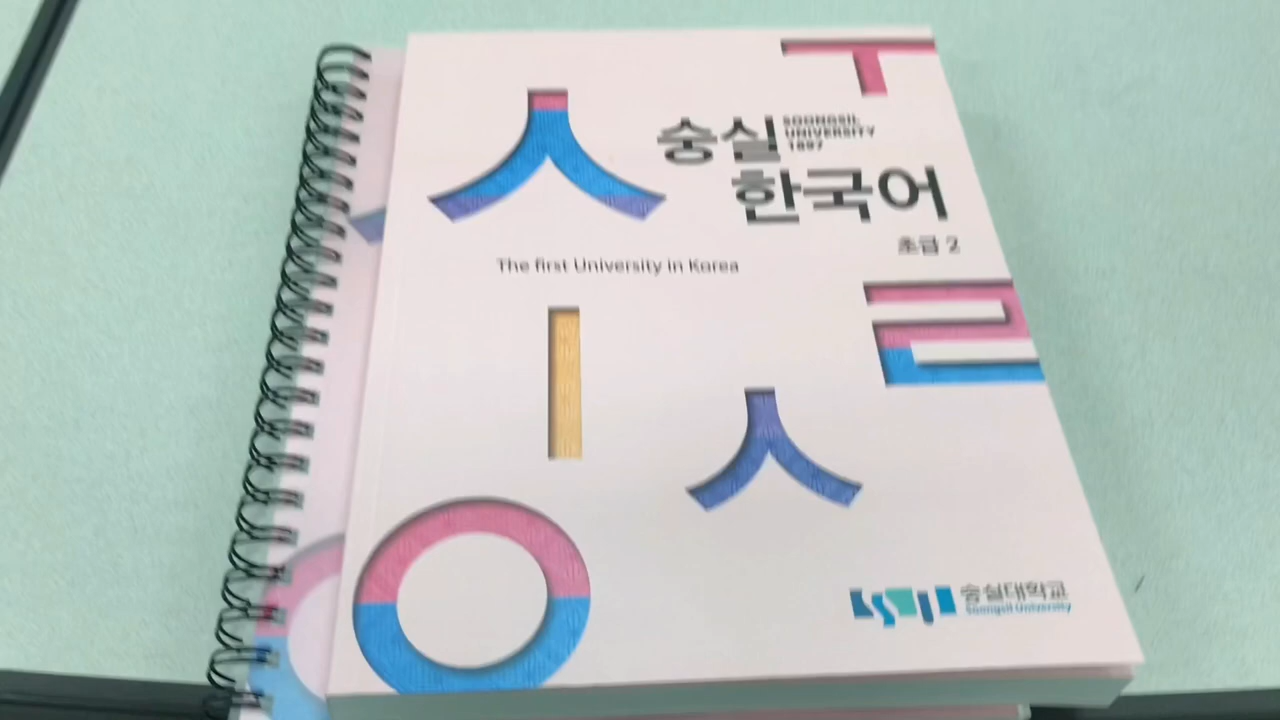 숭실
SOONGSIL
UNIVERSITY
1897
한국어
초급 2
The first University in Korea
ㅅ
ㅜ
ㅣ
ㄹ
ㅅ
ㅇ
숭실대학교
Soongsil University